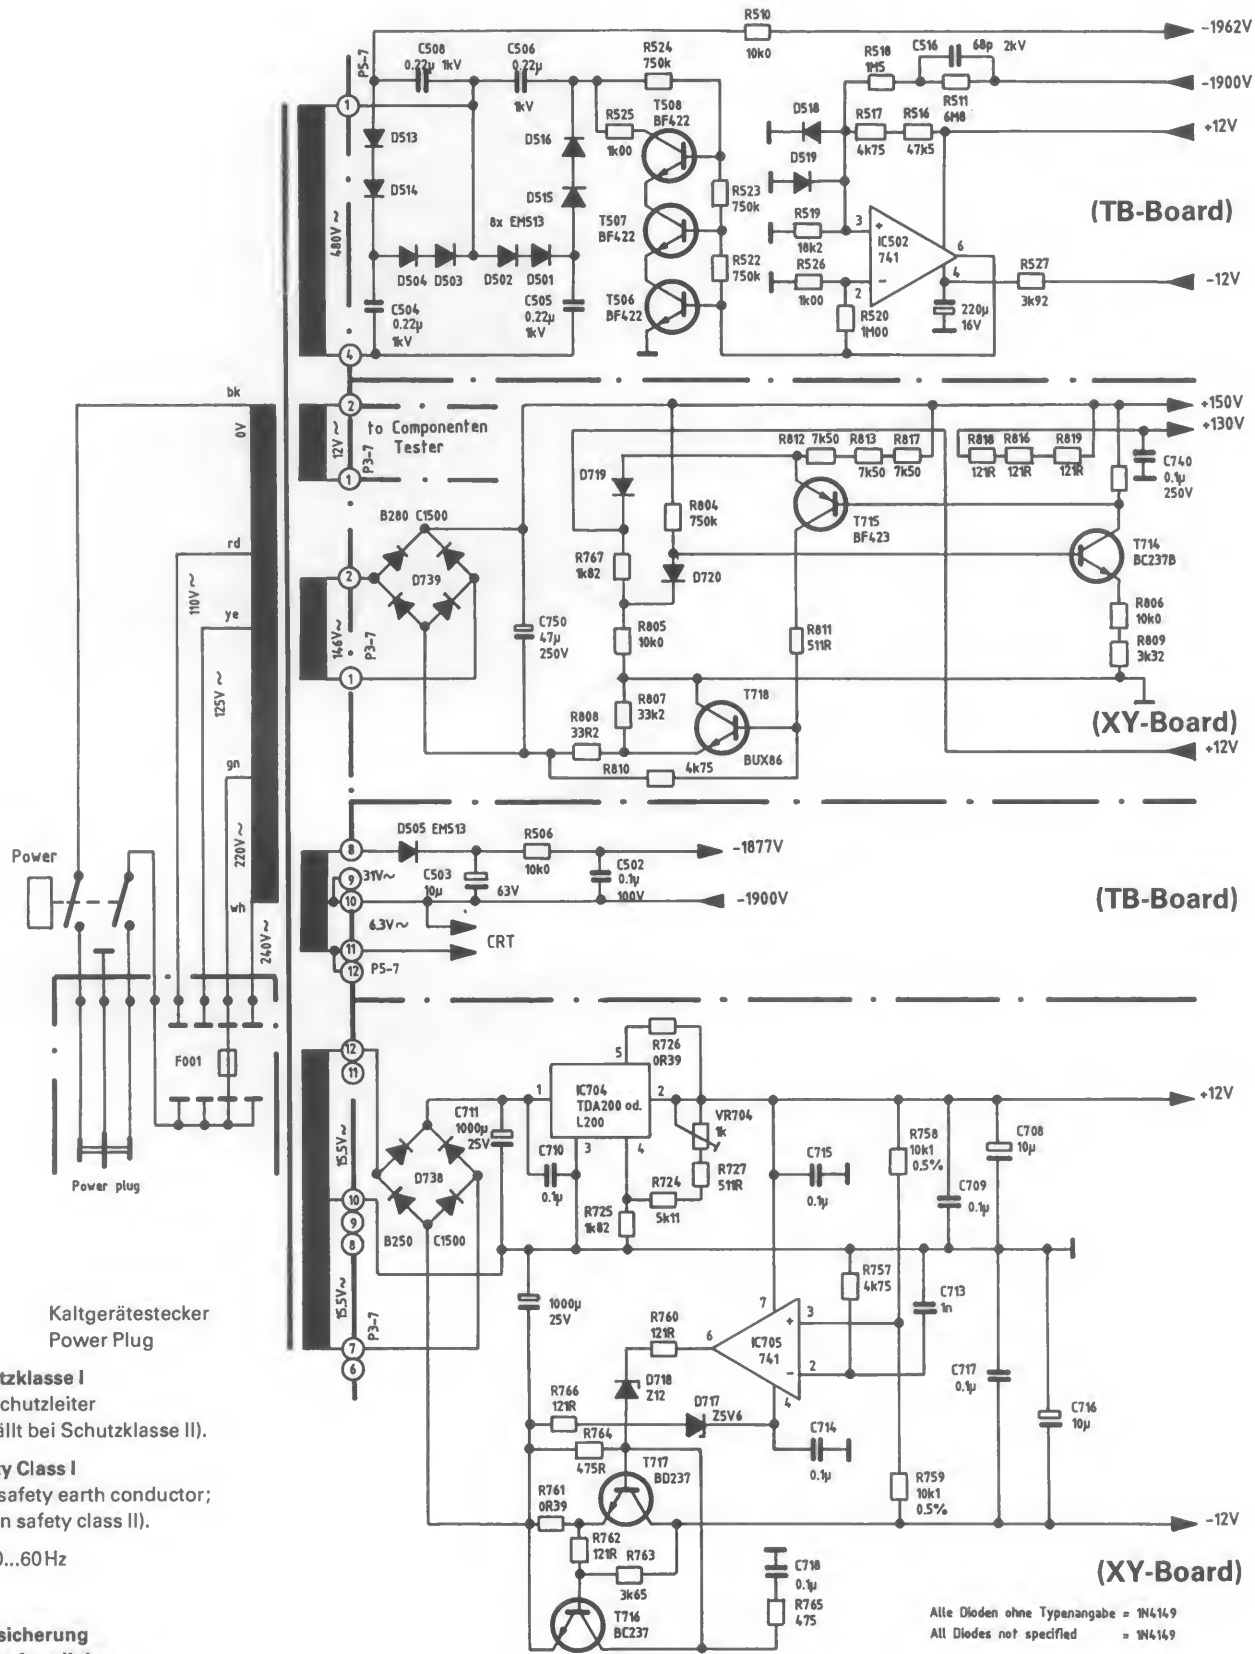 R510
10k0
-1962V
P5-7
C508
0.22µ 1kV
C506
0.22µ
1kV
R524
750k
R518
1M5
C516
68p 2kV
-1900V
R511
6M8
1
R525
1k00
T508
BF422
D518
R517
4k75
R516
47k5
+12V
D513
D516
D519
D514
D515
R523
750k
(TB-Board)
480V~
8x EM513
T507
BF422
R519
18k2
3
+
IC502
741
6
D504
D503
D502
D501
R522
750k
R526
1k00
-
2
4
R527
3k92
-12V
C504
0.22µ
1kV
C505
0.22µ
1kV
T506
BF422
R520
1M00
220µ
16V
4
bk
0V
2
12V~
P3-7
1
to Componenten
Tester
+150V
+130V
R812
7k50
R813
7k50
R817
7k50
R818
121R
R816
121R
R819
121R
C740
0.1µ
250V
D719
R804
750k
B280 C1500
T715
BF423
T714
BC237B
rd
110V~
2
D739
R767
1k82
D720
146V~
P3-7
1
ye
125V~
C750
47µ
250V
R805
10k0
R811
511R
R806
10k0
R809
3k32
R807
33k2
T718
R808
33R2
BUX86
R810
4k75
(XY-Board)
+12V
gn
220V~
Power
8
D505 EM513
R506
10k0
-1877V
9
31V~
C503
10µ
63V
C502
0.1µ
100V
10
-1900V
(TB-Board)
wh
240V~
6.3V~
11
CRT
12
P5-7
F001
Power plug
12
11
15.5V~
5
R726
0R39
1
IC704
TDA200 od.
L200
2
+12V
C711
1000µ
25V
3
4
VR704
1k
C710
0.1µ
R758
10k1
0.5%
C708
10µ
D738
R727
511R
C715
0.1µ
R724
5k11
C709
0.1µ
10
9
8
B250
C1500
R725
1k82
R757
4k75
C713
1n
15.5V~
P3-7
7
6
1000µ
25V
R760
121R
6
7
3
+
IC705
741
-
2
4
D718
Z12
C717
0.1µ
R766
121R
D717
Z5V6
C716
10µ
R764
475R
C714
0.1µ
T717
BD237
R761
0R39
R759
10k1
0.5%
-12V
R762
121R
R763
3k65
C718
0.1µ
R765
475
(XY-Board)
T716
BC237
Alle Dioden ohne Typenangabe = 1N4149
All Diodes not specified = 1N4149
Kaltgerätestecker
Power Plug
tzklasse I
chutzleiter
ällt bei Schutzklasse II).
ty Class I
safety earth conductor;
n safety class II).
0...60Hz
sicherung